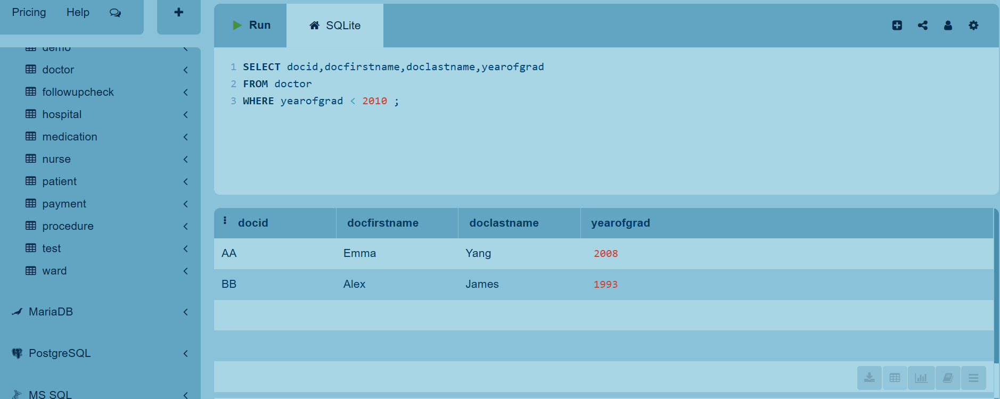 Pricing Help
Run SQLite
demo
doctor
followupcheck
hospital
medication
nurse
patient
payment
procedure
test
ward
MariaDB
PostgreSQL
MS SQL
1 SELECT docid,docfirstname,doclastname,yearofgrad
2 FROM doctor
3 WHERE yearofgrad < 2010 ;
docid docfirstname doclastname yearofgrad
AA Emma Yang 2008
BB Alex James 1993